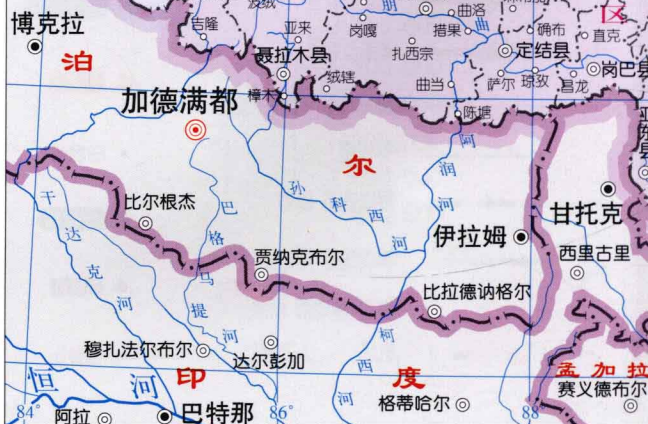 朋
曲洛
区
吉隆
亚来
岗嘎
措果
曲
确布
直克
博克拉
聂拉木县
扎西宗
定结县
岗巴县
泊
绒辖
曲当
萨尔
琼孜
昌龙
樟木
加德满都
陈塘
阿润河
尔
孙科西河
比尔根杰
巴格马提河
干达克河
甘托克
伊拉姆
贾纳克布尔
西里古里
比拉德讷格尔
穆扎法尔布尔
达尔彭加
柯西河
孟加拉
恒河
印
度
赛义德布尔
84°
阿拉
巴特那
86°
格蒂哈尔
88°